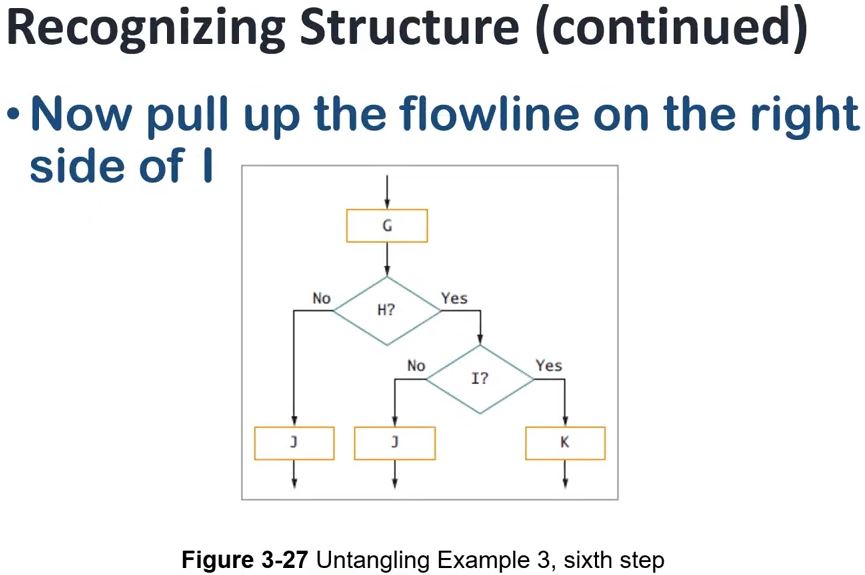 Recognizing Structure (continued)
• Now pull up the flowline on the right
side of I
G
No
H?
Yes
No
I?
Yes
J
J
K
Figure 3-27 Untangling Example 3, sixth step